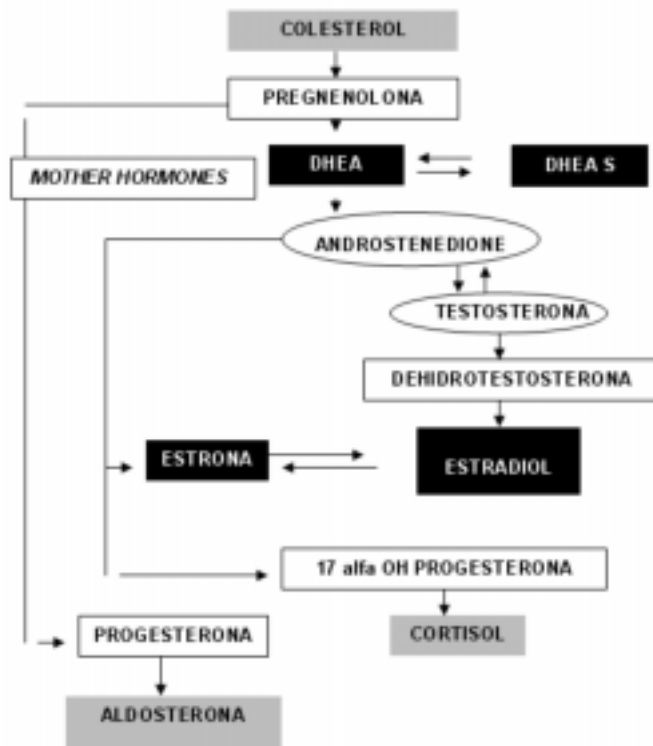 COLESTEROL
PREGNENOLONA
DHEA
DHEA S
MOTHER HORMONES
ANDROSTENEDIONE
TESTOSTERONA
DEHIDROTESTOSTERONA
ESTRONA
ESTRADIOL
17 alfa OH PROGESTERONA
PROGESTERONA
CORTISOL
ALDOSTERONA